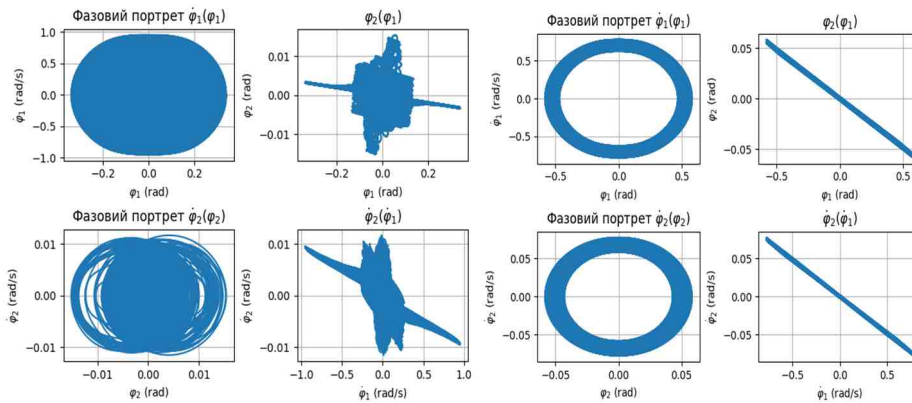 Фазовий портрет φ̇₁(φ₁)
φ₂(φ₁)
Фазовий портрет φ̇₁(φ₁)
φ₂(φ₁)
1.0
0.5
0.0
−0.5
−1.0
φ̇₁ (rad/s)
−0.2 0.0 0.2
φ₁ (rad)
0.01
0.00
−0.01
φ₂ (rad)
−0.2 0.0 0.2
φ₁ (rad)
0.5
0.0
−0.5
φ̇₁ (rad/s)
−0.5 0.0 0.5
φ₁ (rad)
0.05
0.00
−0.05
φ₂ (rad)
−0.5 0.0 0.5
φ₁ (rad)
Фазовий портрет φ̇₂(φ₂)
φ̇₂(φ̇₁)
Фазовий портрет φ̇₂(φ₂)
φ̇₂(φ̇₁)
0.01
0.00
−0.01
φ̇₂ (rad/s)
−0.01 0.00 0.01
φ₂ (rad)
0.01
0.00
−0.01
φ̇₂ (rad/s)
−1.0 −0.5 0.0 0.5 1.0
φ̇₁ (rad/s)
0.05
0.00
−0.05
φ̇₂ (rad/s)
−0.05 0.00 0.05
φ₂ (rad)
0.05
0.00
−0.05
φ̇₂ (rad/s)
−0.5 0.0 0.5
φ̇₁ (rad/s)